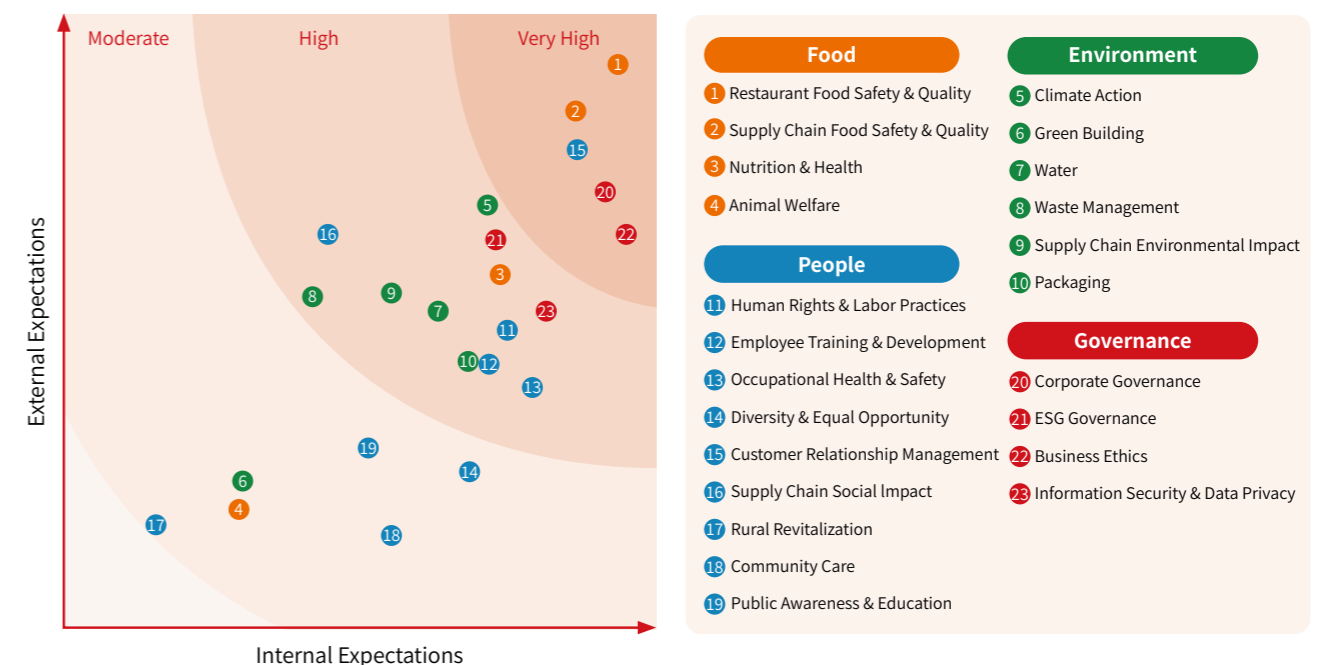 Moderate
High
Very High
1
2
15
20
5
22
16
21
3
9
8
7
23
11
10
12
13
19
14
6
4
17
18
External Expectations
Internal Expectations
Food
1 Restaurant Food Safety & Quality
2 Supply Chain Food Safety & Quality
3 Nutrition & Health
4 Animal Welfare
People
11 Human Rights & Labor Practices
12 Employee Training & Development
13 Occupational Health & Safety
14 Diversity & Equal Opportunity
15 Customer Relationship Management
16 Supply Chain Social Impact
17 Rural Revitalization
18 Community Care
19 Public Awareness & Education
Environment
5 Climate Action
6 Green Building
7 Water
8 Waste Management
9 Supply Chain Environmental Impact
10 Packaging
Governance
20 Corporate Governance
21 ESG Governance
22 Business Ethics
23 Information Security & Data Privacy